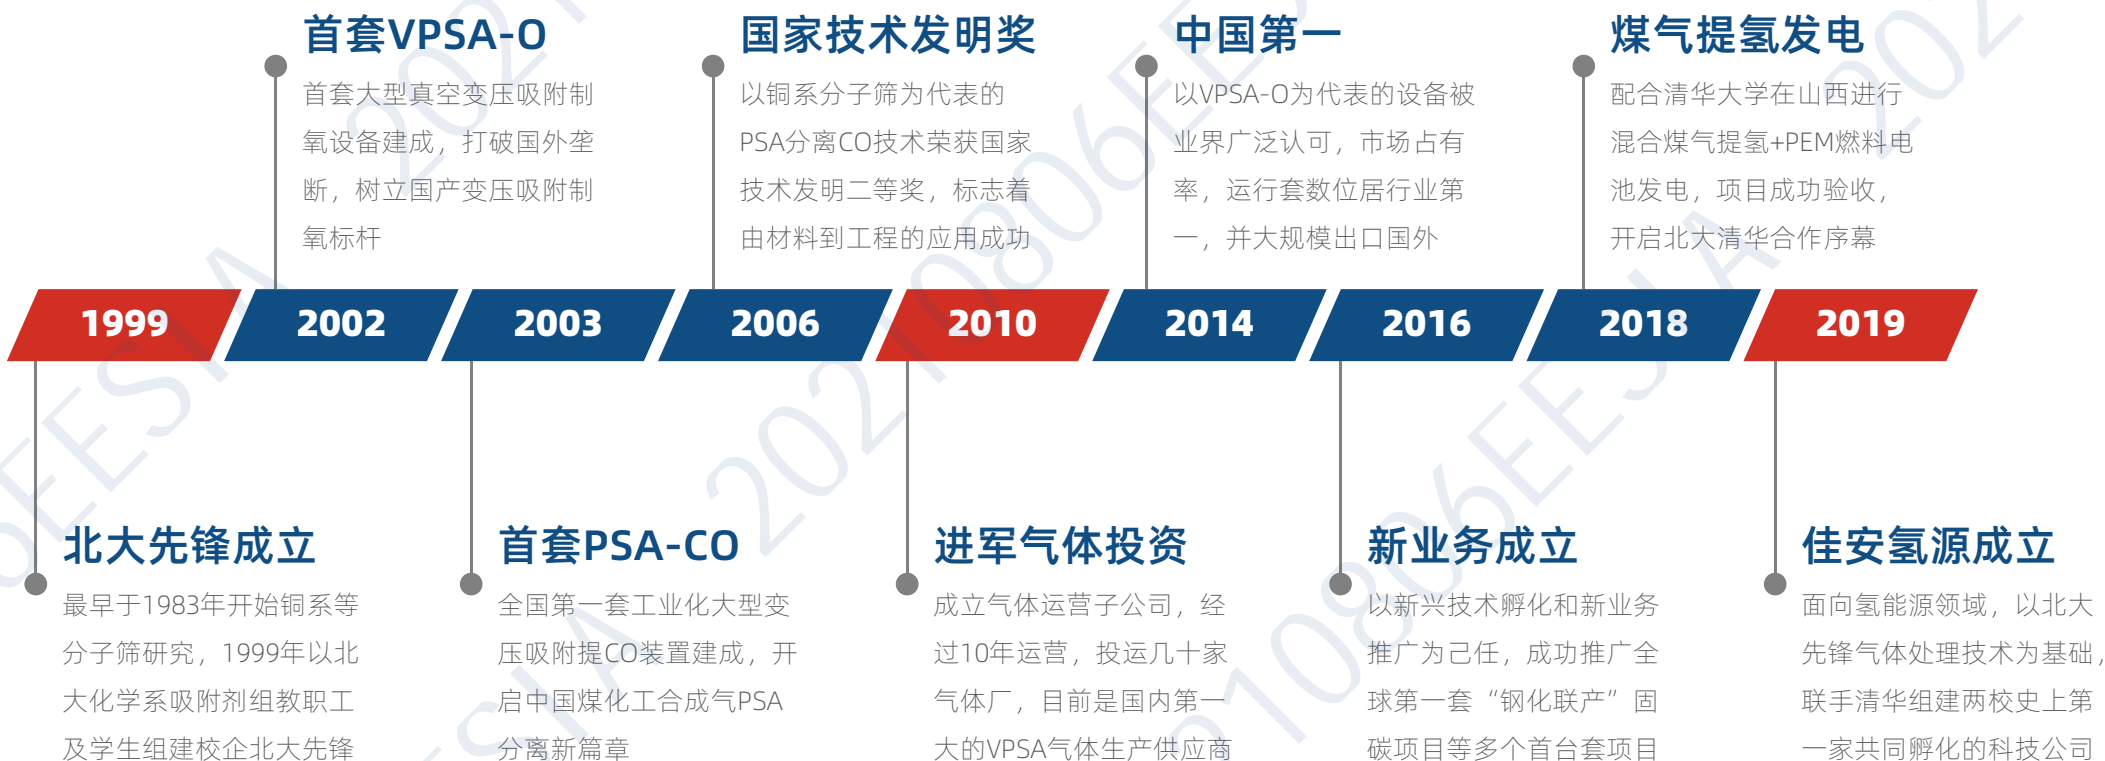 首套VPSA-O
首套大型真空变压吸附制
氧设备建成，打破国外垄
断，树立国产变压吸附制
氧标杆
国家技术发明奖
以铜系分子筛为代表的
PSA分离CO技术荣获国家
技术发明二等奖，标志着
由材料到工程的应用成功
中国第一
以VPSA-O为代表的设备被
业界广泛认可，市场占有
率，运行套数位居行业第
一，并大规模出口国外
煤气提氢发电
配合清华大学在山西进行
混合煤气提氢+PEM燃料电
池发电，项目成功验收，
开启北大清华合作序幕
1999
2002
2003
2006
2010
2014
2016
2018
2019
北大先锋成立
最早于1983年开始铜系等
分子筛研究，1999年以北
大化学系吸附剂组教职工
及学生组建校企北大先锋
首套PSA-CO
全国第一套工业化大型变
压吸附提CO装置建成，开
启中国煤化工合成气PSA
分离新篇章
进军气体投资
成立气体运营子公司，经
过10年运营，投运几十家
气体厂，目前是国内第一
大的VPSA气体生产供应商
新业务成立
以新兴技术孵化和新业务
推广为己任，成功推广全
球第一套“钢化联产”固
碳项目等多个首台套项目
佳安氢源成立
面向氢能源领域，以北大
先锋气体处理技术为基础，
联手清华组建两校史上第
一家共同孵化的科技公司
20210806EESIA